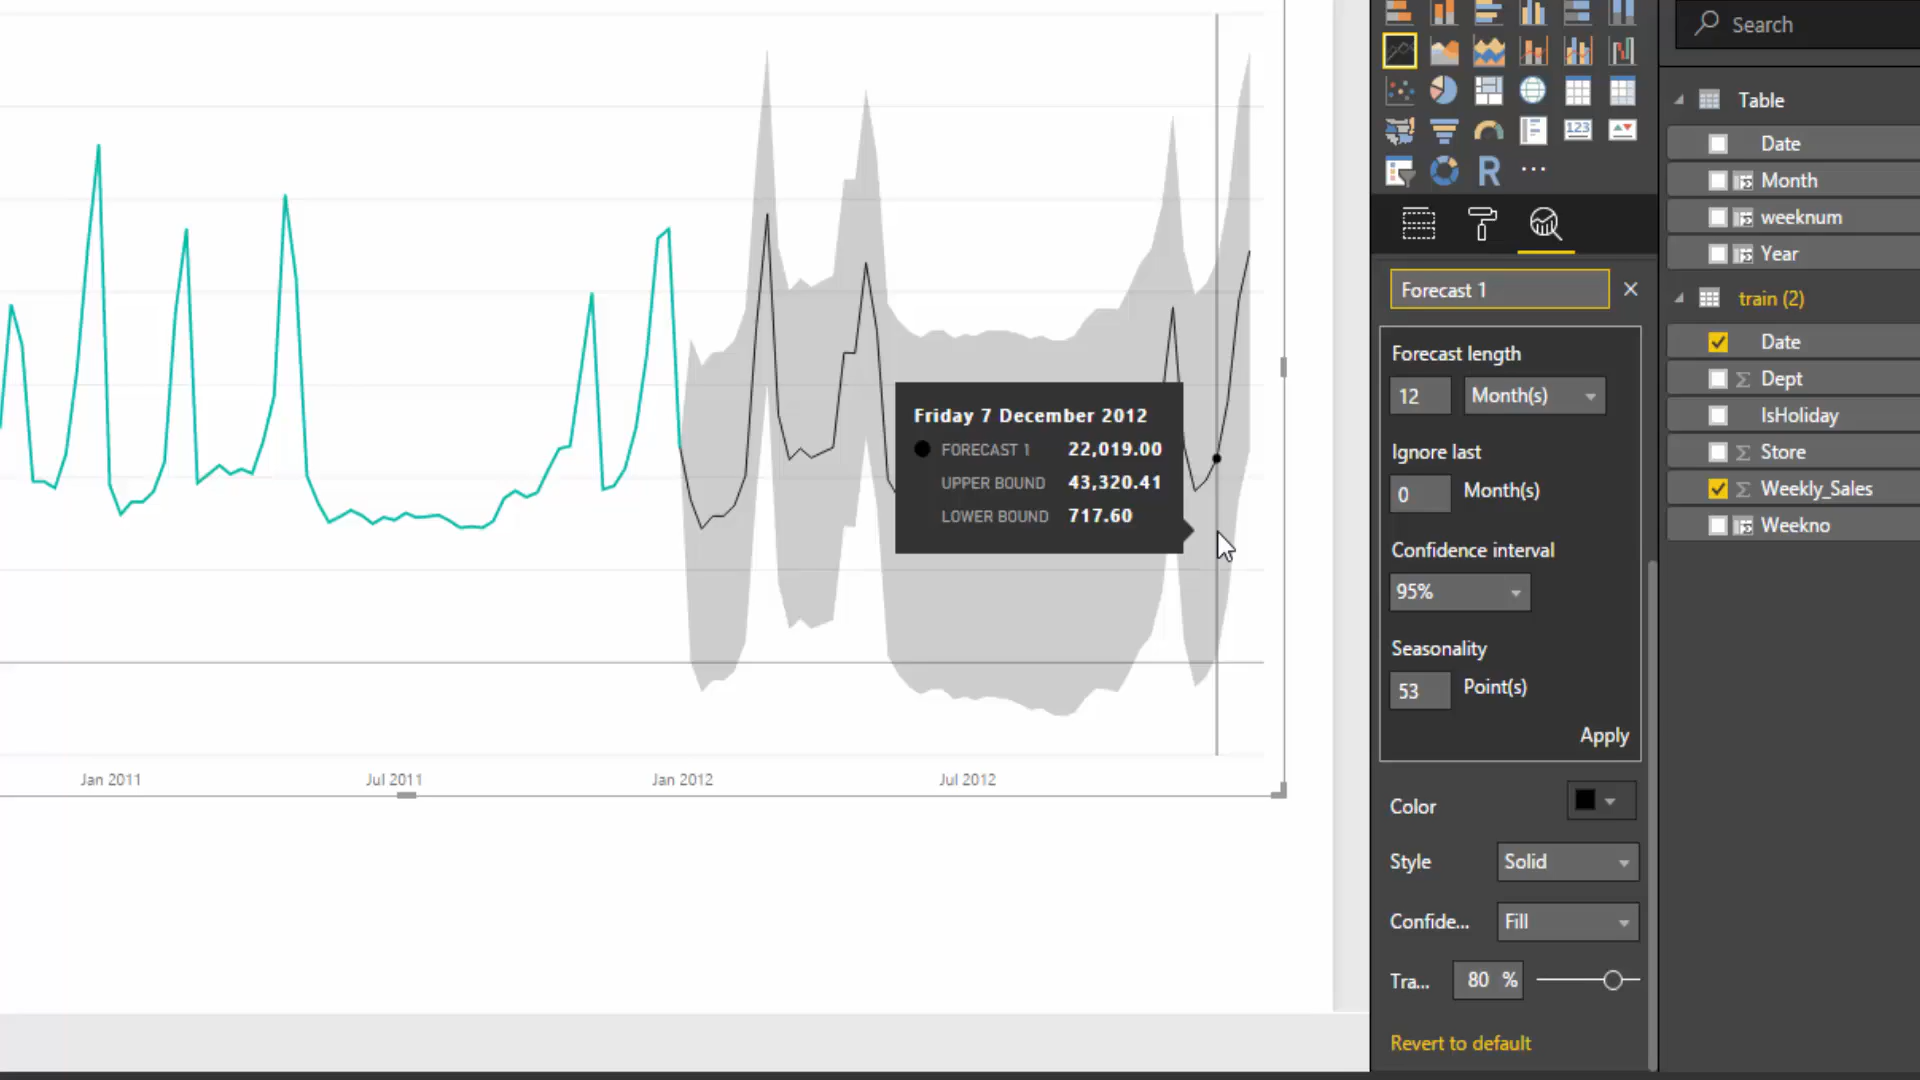 Friday 7 December 2012
FORECAST 1 22,019.00
UPPER BOUND 43,320.41
LOWER BOUND 717.60
Jan 2011 Jul 2011 Jan 2012 Jul 2012
123
R ...
Forecast 1
Forecast length
12 Month(s)
Ignore last
0 Month(s)
Confidence interval
95%
Seasonality
53 Point(s)
Apply
Color
Style Solid
Confide... Fill
Tra... 80 %
Revert to default
Search
Table
Date
Month
weeknum
Year
train (2)
Date
Σ Dept
IsHoliday
Σ Store
Σ Weekly_Sales
Weekno